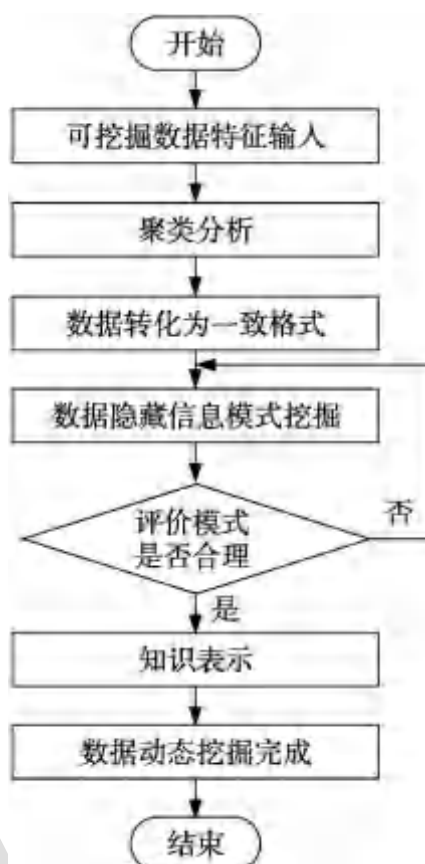 开始
可挖掘数据特征输入
聚类分析
数据转化为一致格式
数据隐藏信息模式挖掘
评价模式
是否合理
否
是
知识表示
数据动态挖掘完成
结束